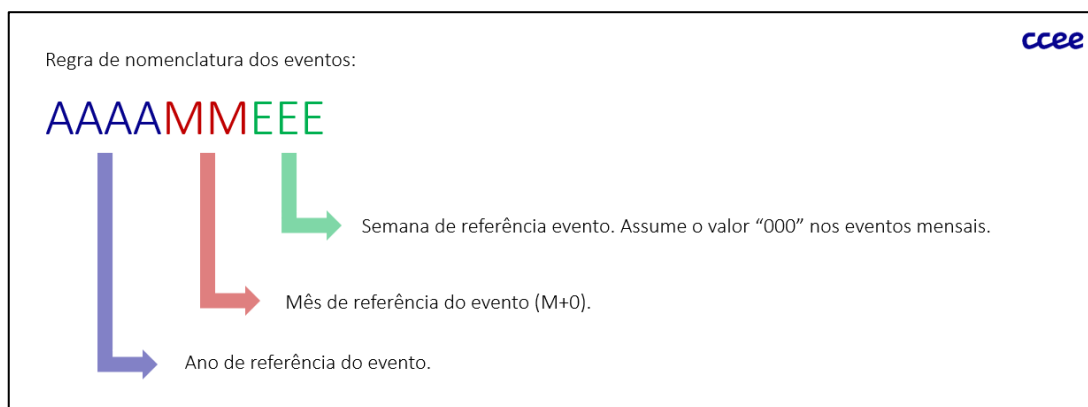 ccee
Regra de nomenclatura dos eventos:
AAAAMMEEE
Semana de referência evento. Assume o valor “000” nos eventos mensais.
Mês de referência do evento (M+0).
Ano de referência do evento.